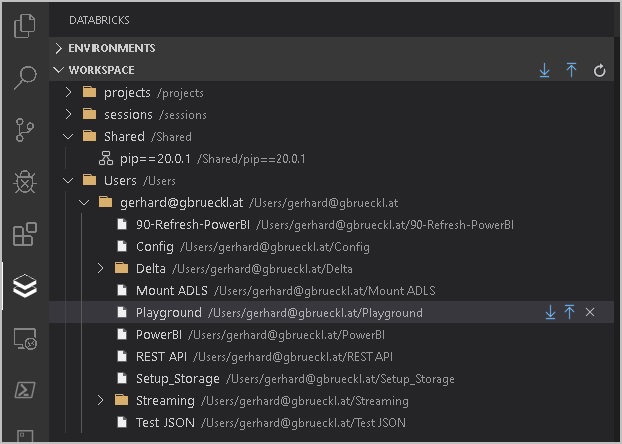 DATABRICKS
ENVIRONMENTS
WORKSPACE
projects /projects
sessions /sessions
Shared /Shared
pip==20.0.1 /Shared/pip==20.0.1
Users /Users
gerhard@gbrueckl.at /Users/gerhard@gbrueckl.at
90-Refresh-PowerBI /Users/gerhard@gbrueckl.at/90-Refresh-PowerBI
Config /Users/gerhard@gbrueckl.at/Config
Delta /Users/gerhard@gbrueckl.at/Delta
Mount ADLS /Users/gerhard@gbrueckl.at/Mount ADLS
Playground /Users/gerhard@gbrueckl.at/Playground
PowerBI /Users/gerhard@gbrueckl.at/PowerBI
REST API /Users/gerhard@gbrueckl.at/REST API
Setup_Storage /Users/gerhard@gbrueckl.at/Setup_Storage
Streaming /Users/gerhard@gbrueckl.at/Streaming
Test JSON /Users/gerhard@gbrueckl.at/Test JSON